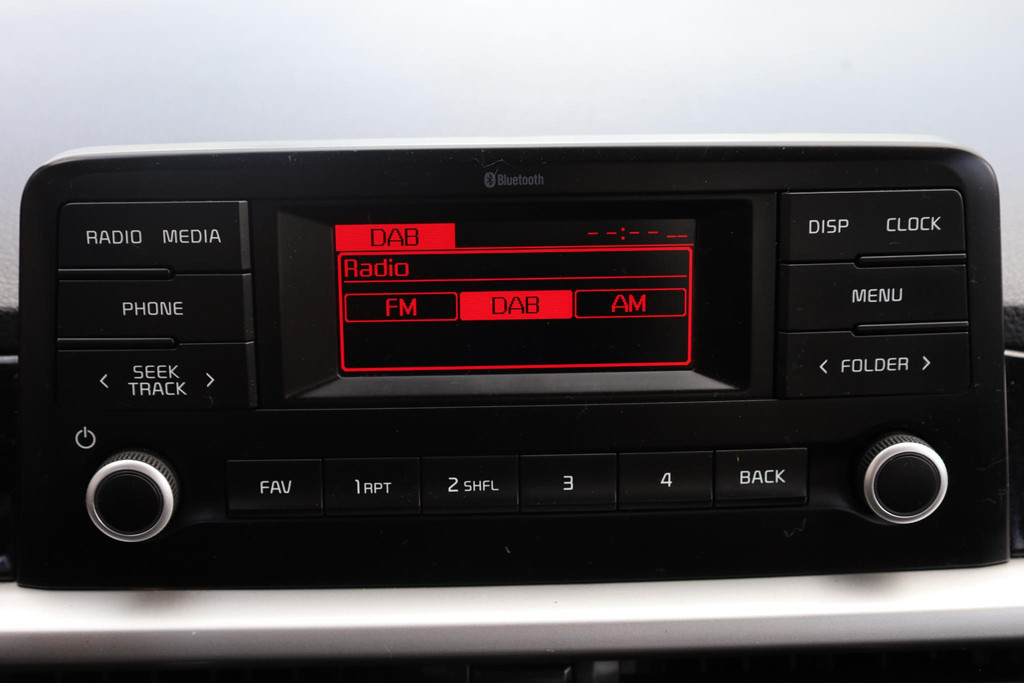 Bluetooth
RADIO MEDIA
PHONE
< SEEK TRACK >
DAB --:-- __
Radio
FM DAB AM
DISP CLOCK
MENU
< FOLDER >
FAV 1 RPT 2 SHFL 3 4 BACK